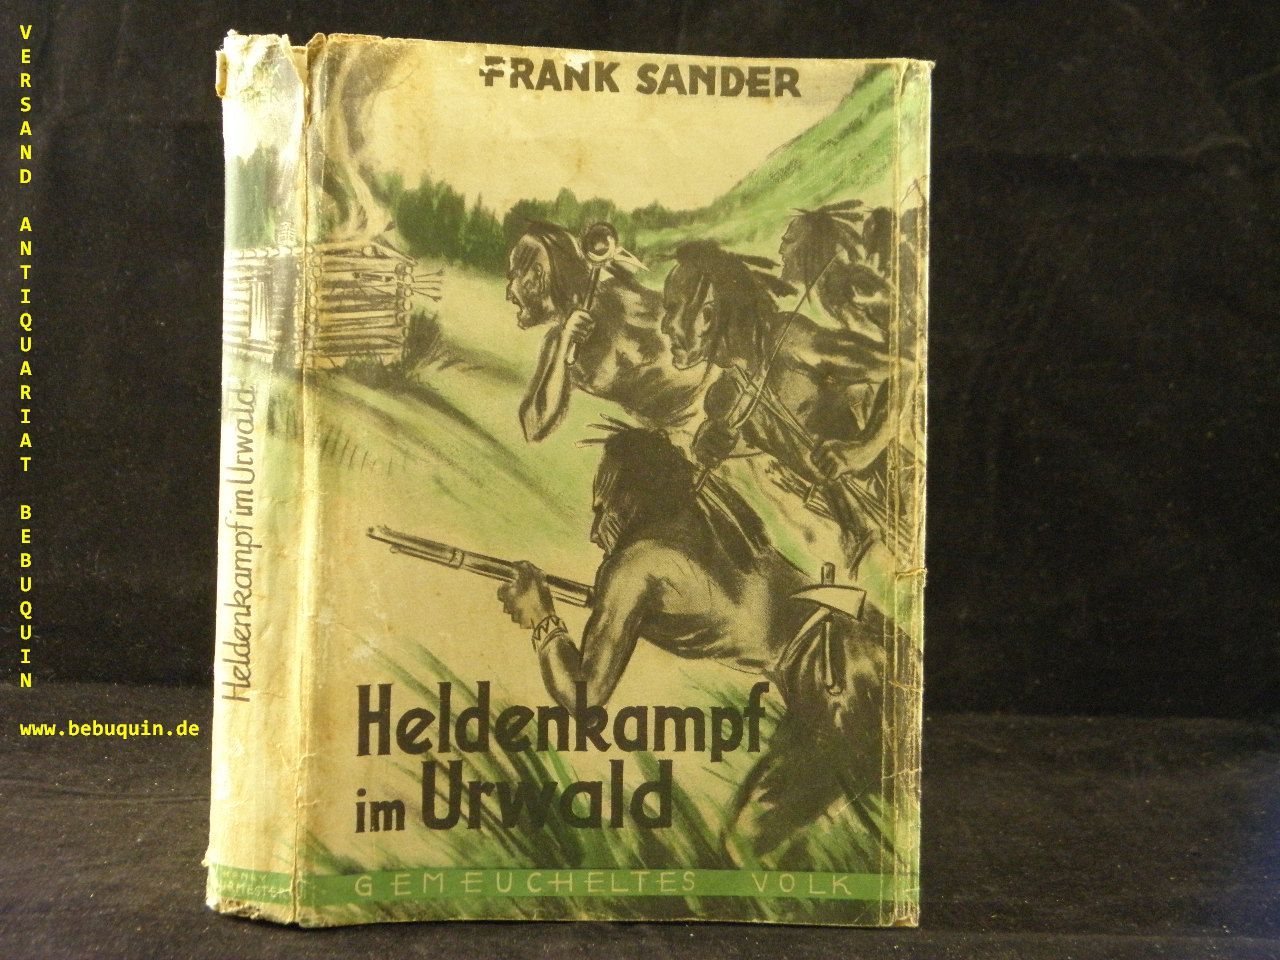 VERSAND ANTIQUARIAT BEBUQUIN
www.bebuquin.de
FRANK SANDER
Heldenkampf
im Urwald
GEMEUCHELTES VOLK
Heldenkampf im Urwald